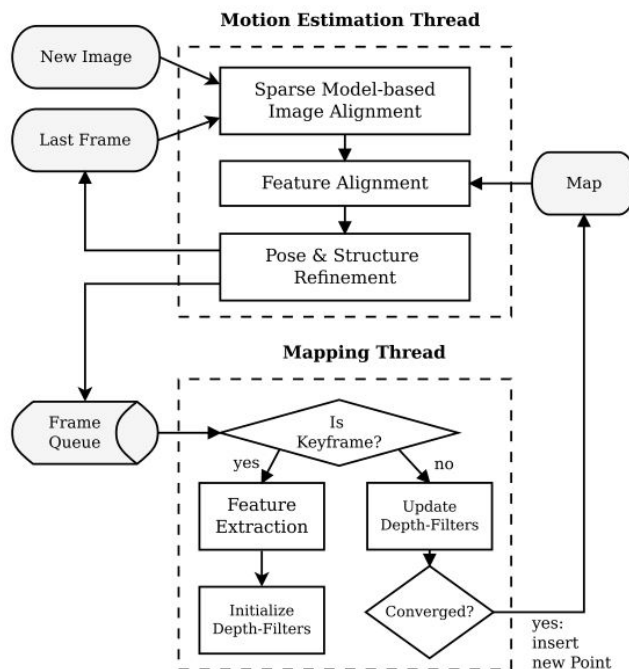 Motion Estimation Thread
New Image
Sparse Model-based
Image Alignment
Last Frame
Feature Alignment
Map
Pose & Structure
Refinement
Mapping Thread
Frame
Queue
Is
Keyframe?
yes
no
Feature
Extraction
Update
Depth-Filters
Initialize
Depth-Filters
Converged?
yes:
insert
new Point